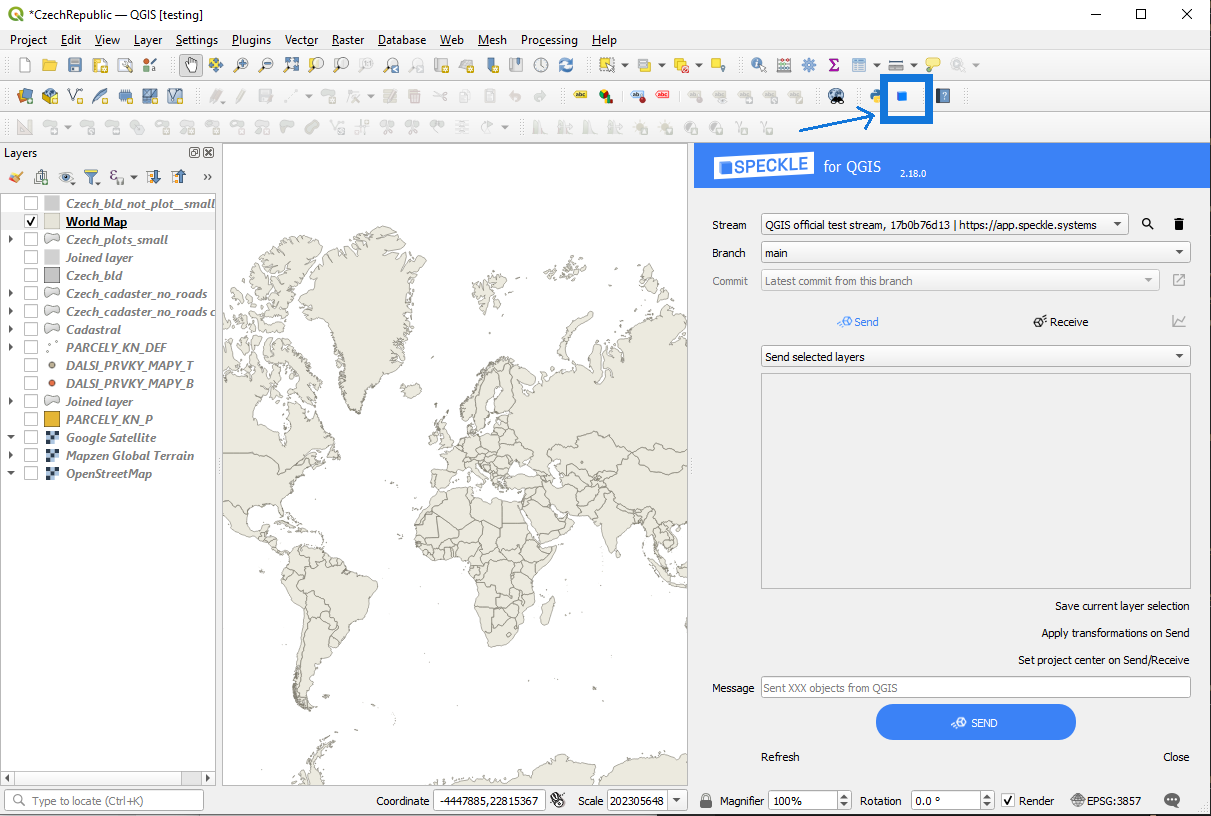 *CzechRepublic — QGIS [testing]
Project Edit View Layer Settings Plugins Vector Raster Database Web Mesh Processing Help
Layers
Czech_bld_not_plot__small
World Map
Czech_plots_small
Joined layer
Czech_bld
Czech_cadaster_no_roads
Czech_cadaster_no_roads c
Cadastral
PARCELY_KN_DEF
DALSI_PRVKY_MAPY_T
DALSI_PRVKY_MAPY_B
Joined layer
PARCELY_KN_P
Google Satellite
Mapzen Global Terrain
OpenStreetMap
SPECKLE for QGIS 2.18.0
Stream QGIS official test stream, 17b0b76d13 | https://app.speckle.systems
Branch main
Commit Latest commit from this branch
Send Receive
Send selected layers
Save current layer selection
Apply transformations on Send
Set project center on Send/Receive
Message Sent XXX objects from QGIS
SEND
Refresh Close
Type to locate (Ctrl+K) Coordinate -4447885,22815367 Scale 202305648 Magnifier 100% Rotation 0.0 ° Render EPSG:3857